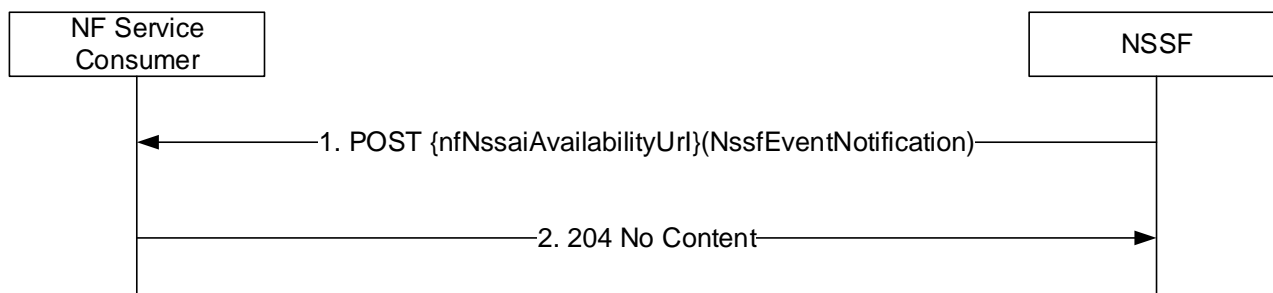 NF Service
Consumer
NSSF
1. POST {nfNssaiAvailabilityUrl}(NssfEventNotification)
2. 204 No Content